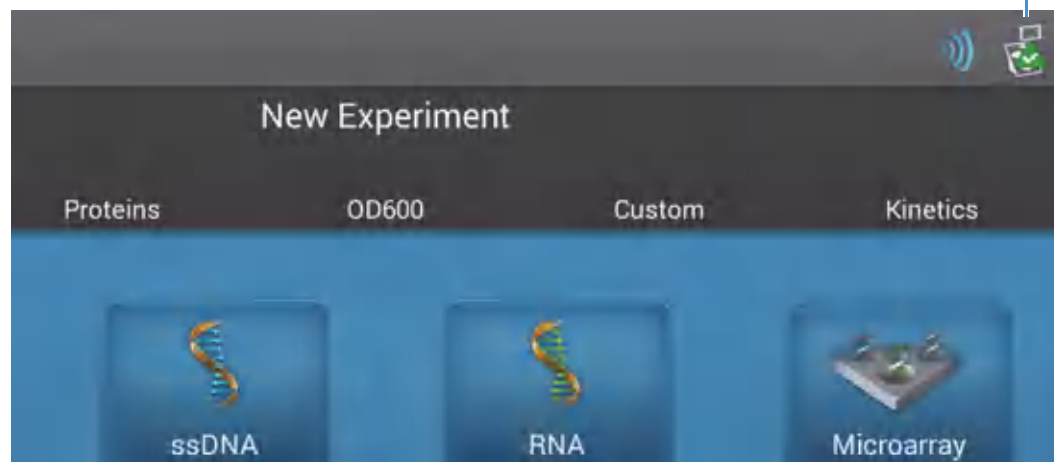 New Experiment
Proteins OD600 Custom Kinetics
ssDNA RNA Microarray